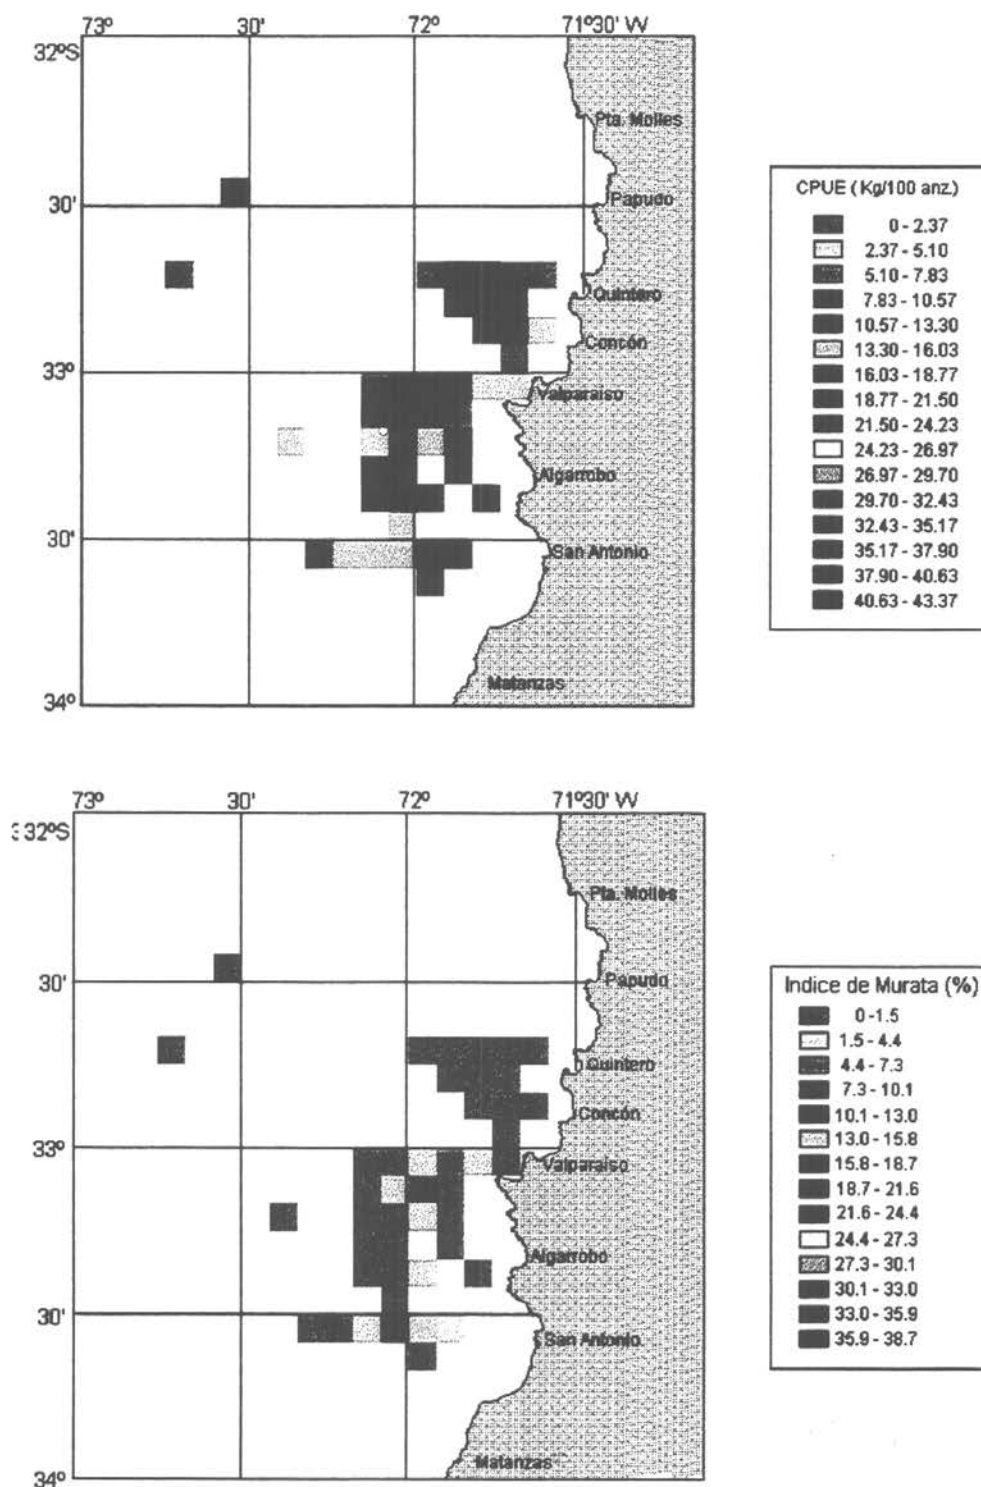 73º 30' 72º 71º30' W
32ºS
Pta. Molles
30' Papudo
Quintero
Concón
33º
Valparaiso
Algarrobo
30'
San Antonio
Matanzas
34º
CPUE ( Kg/100 anz.)
0 - 2.37
2.37 - 5.10
5.10 - 7.83
7.83 - 10.57
10.57 - 13.30
13.30 - 16.03
16.03 - 18.77
18.77 - 21.50
21.50 - 24.23
24.23 - 26.97
26.97 - 29.70
29.70 - 32.43
32.43 - 35.17
35.17 - 37.90
37.90 - 40.63
40.63 - 43.37
73º 30' 72º 71º30' W
32ºS
Pta. Molles
30' Papudo
Quintero
Concón
33º
Valparaiso
Algarrobo
30'
San Antonio
Matanzas
34º
Indice de Murata (%)
0 -1.5
1.5 - 4.4
4.4 - 7.3
7.3 - 10.1
10.1 - 13.0
13.0 - 15.8
15.8 - 18.7
18.7 - 21.6
21.6 - 24.4
24.4 - 27.3
27.3 - 30.1
30.1 - 33.0
33.0 - 35.9
35.9 - 38.7